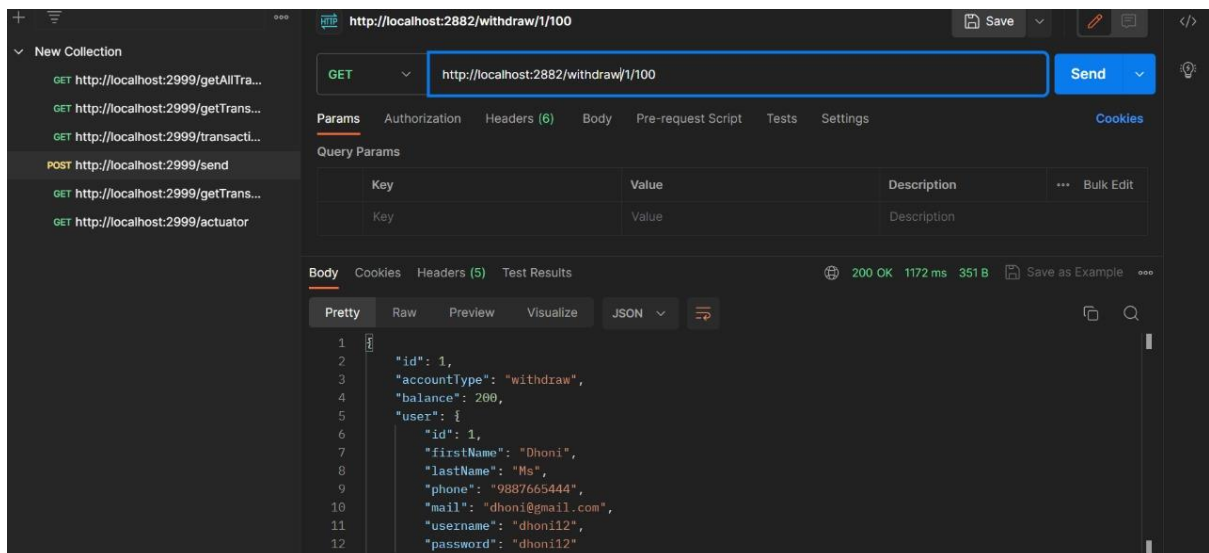 HTTP http://localhost:2882/withdraw/1/100 Save
New Collection
GET http://localhost:2999/getAllTra...
GET http://localhost:2999/getTrans...
GET http://localhost:2999/transacti...
POST http://localhost:2999/send
GET http://localhost:2999/getTrans...
GET http://localhost:2999/actuator
GET http://localhost:2882/withdraw/1/100 Send
Params Authorization Headers (6) Body Pre-request Script Tests Settings Cookies
Query Params
Key Value Description Bulk Edit
Key Value Description
Body Cookies Headers (5) Test Results 200 OK 1172 ms 351 B Save as Example
Pretty Raw Preview Visualize JSON
1 {
2 "id": 1,
3 "accountType": "withdraw",
4 "balance": 200,
5 "user": {
6 "id": 1,
7 "firstName": "Dhoni",
8 "lastName": "Ms",
9 "phone": "9887665444",
10 "mail": "dhoni@gmail.com",
11 "username": "dhoni12",
12 "password": "dhoni12"